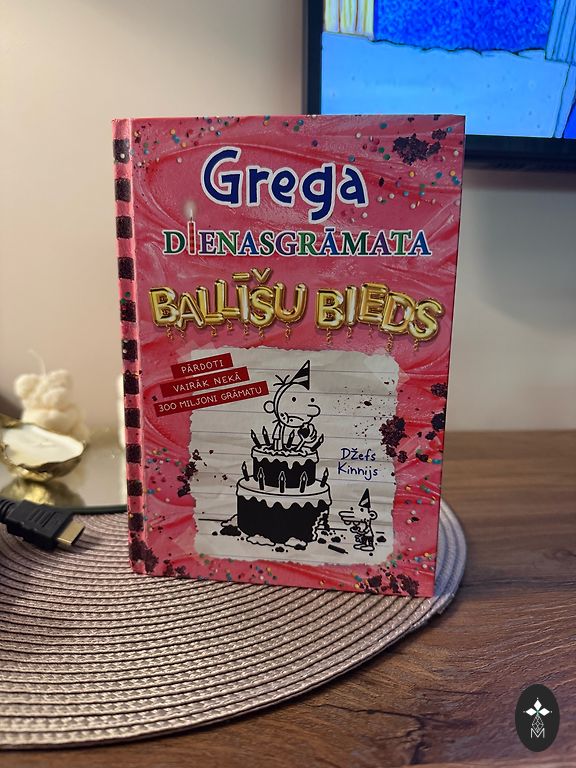 Grega
DIENASGRĀMATA
BALLĪŠU BIEDS
PĀRDOTI
VAIRĀK NEKĀ
300 MILJONI GRĀMATU
Džefs
Kinnijs
M